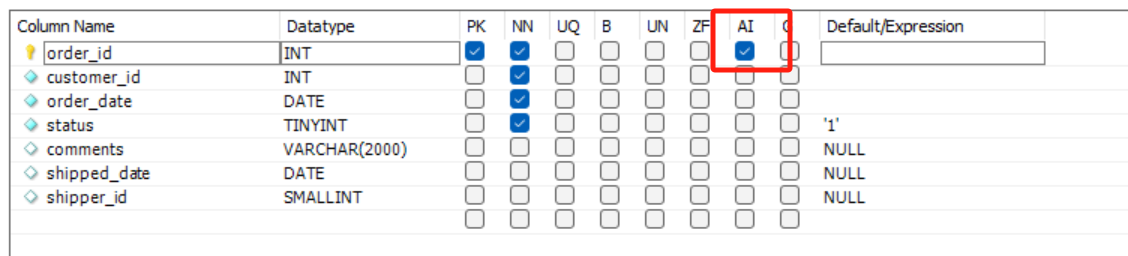 Column Name Datatype PK NN UQ B UN ZF AI G Default/Expression
order_id INT
customer_id INT
order_date DATE
status TINYINT '1'
comments VARCHAR(2000) NULL
shipped_date DATE NULL
shipper_id SMALLINT NULL